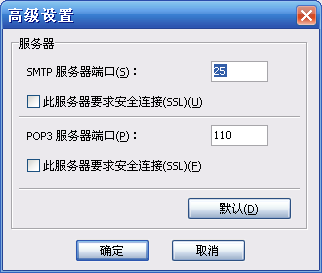 高级设置
服务器
SMTP 服务器端口(S)：
25
此服务器要求安全连接(SSL)(U)
POP3 服务器端口(P)：
110
此服务器要求安全连接(SSL)(F)
默认(D)
确定
取消